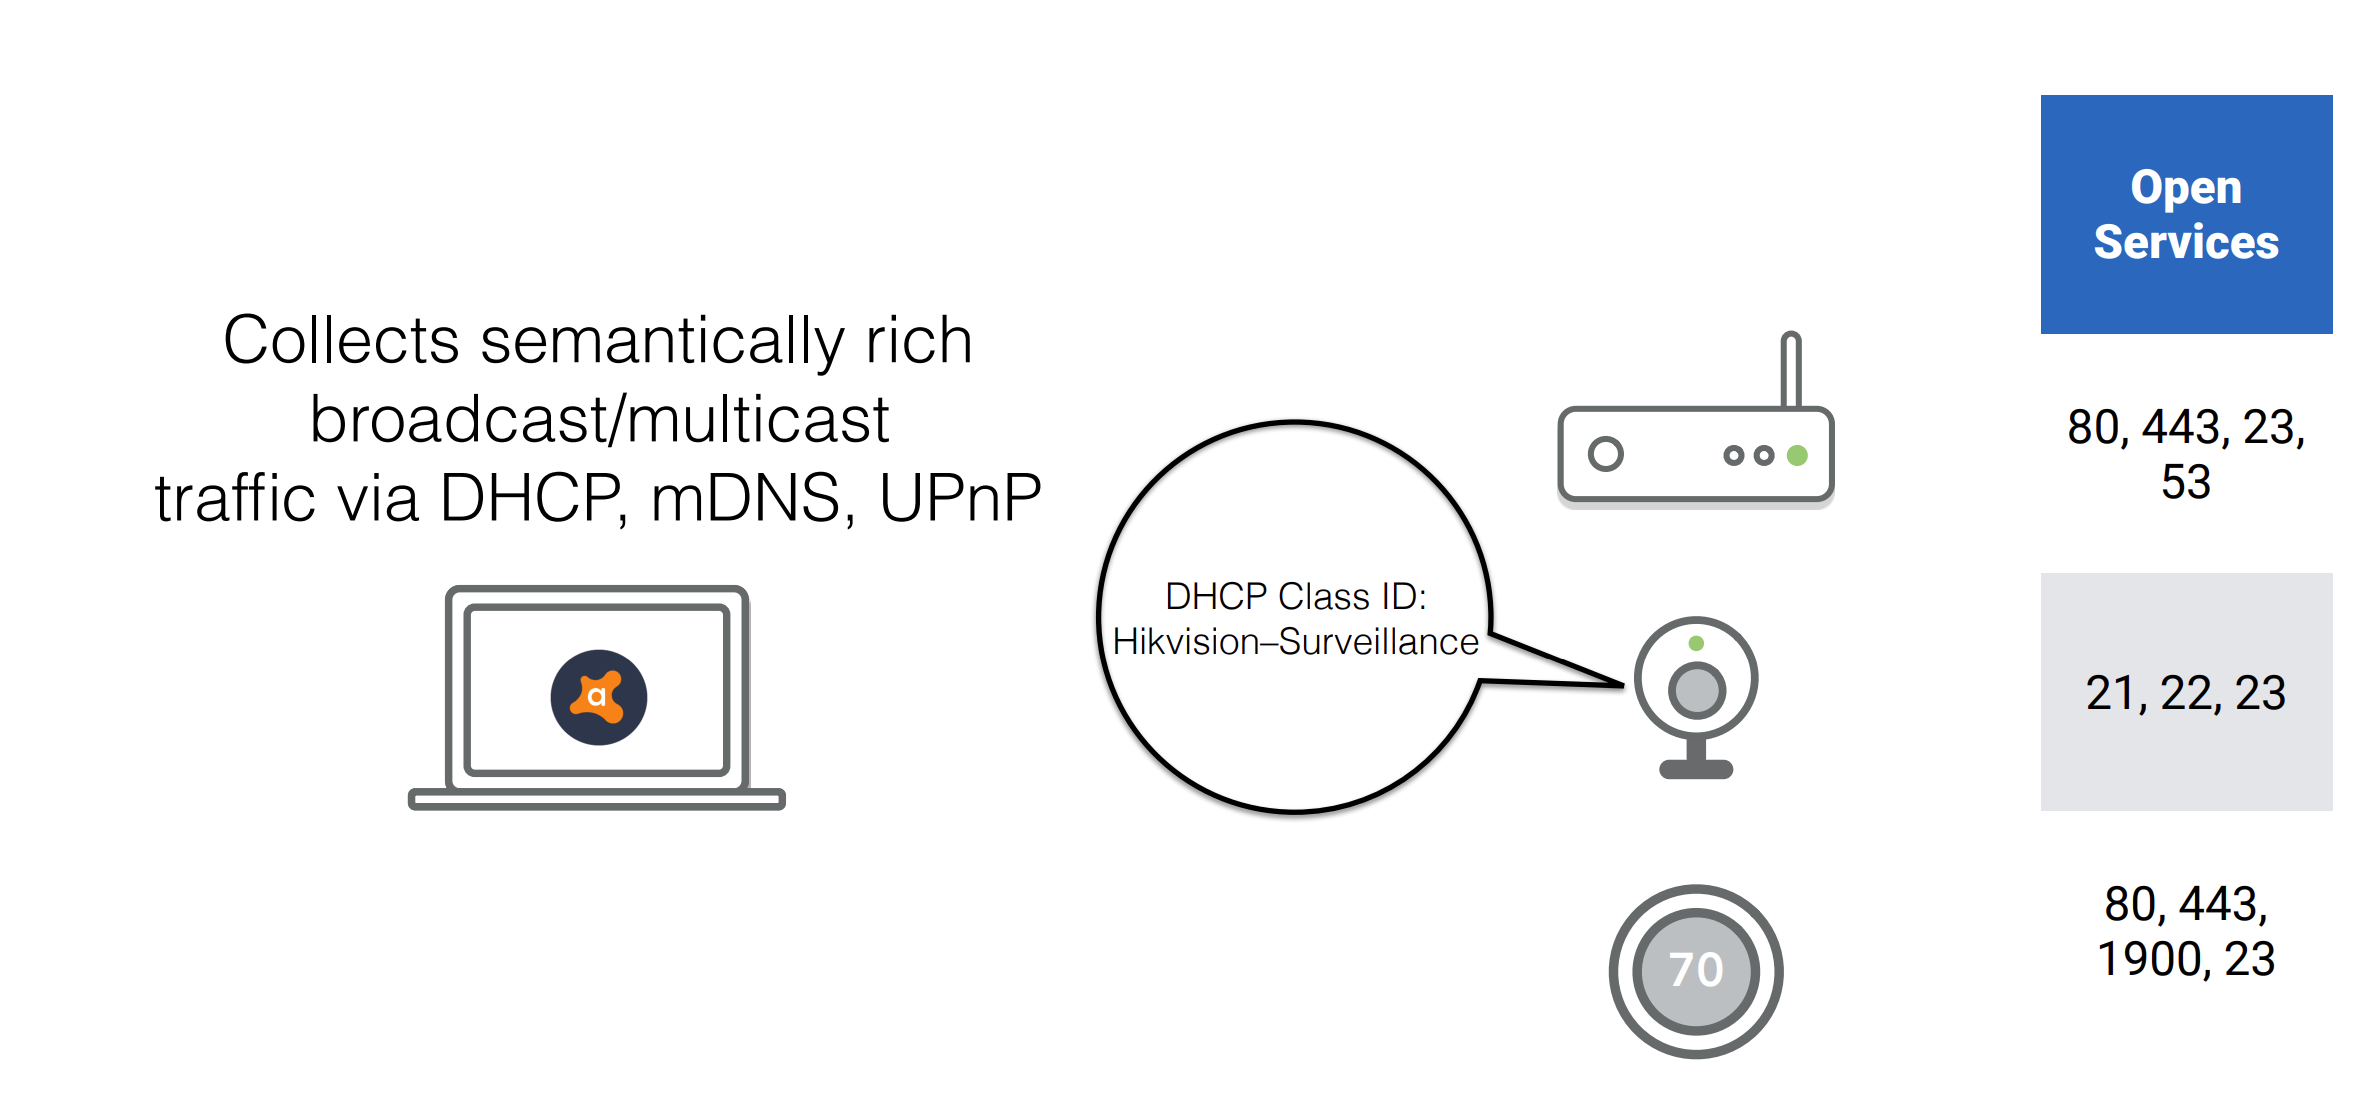 Collects semantically rich
broadcast/multicast
traffic via DHCP, mDNS, UPnP
a
DHCP Class ID:
Hikvision–Surveillance
70
Open
Services
80, 443, 23,
53
21, 22, 23
80, 443,
1900, 23